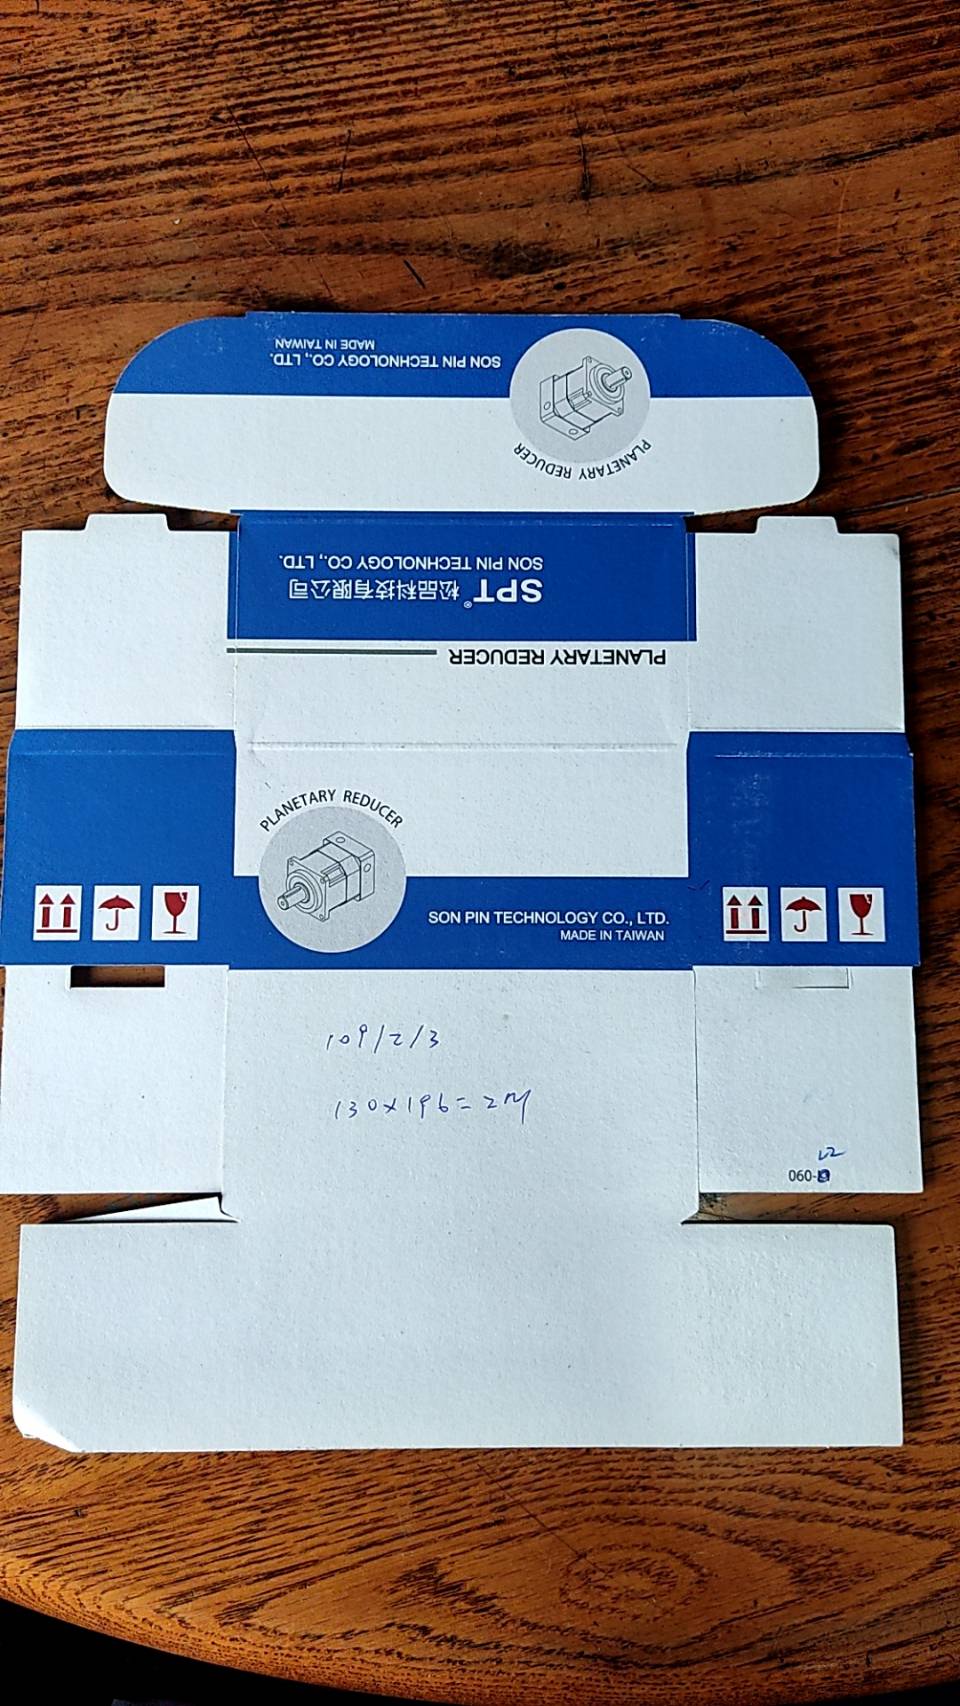 SON PIN TECHNOLOGY CO., LTD.
MADE IN TAIWAN
PLANETARY REDUCER
SON PIN TECHNOLOGY CO., LTD.
SPT® 松品科技有限公司
PLANETARY REDUCER
PLANETARY REDUCER
SON PIN TECHNOLOGY CO., LTD.
MADE IN TAIWAN
109/2/3
130×196=2M
L2
060-